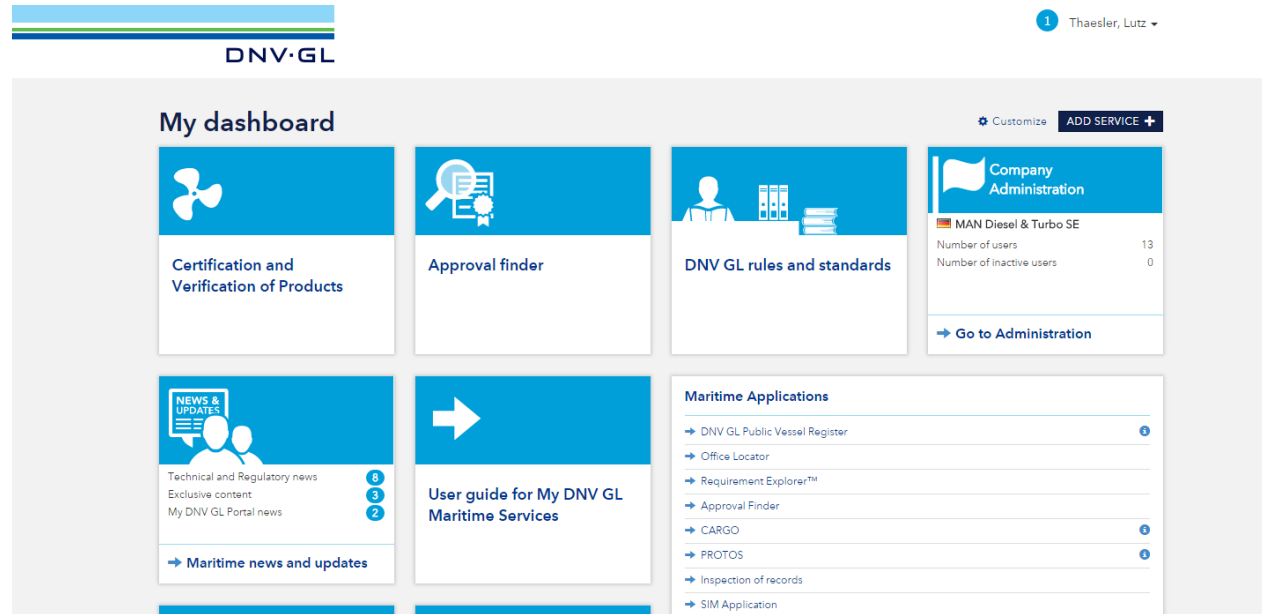 DNV·GL
1 Thaesler, Lutz
My dashboard
Customize
ADD SERVICE
Certification and
Verification of Products
Approval finder
DNV GL rules and standards
Company
Administration
MAN Diesel & Turbo SE
Number of users 13
Number of inactive users 0
Go to Administration
NEWS &
UPDATES
Technical and Regulatory news 8
Exclusive content 3
My DNV GL Portal news 2
Maritime news and updates
User guide for My DNV GL
Maritime Services
Maritime Applications
DNV GL Public Vessel Register
Office Locator
Requirement Explorer™
Approval Finder
CARGO
PROTOS
Inspection of records
SIM Application